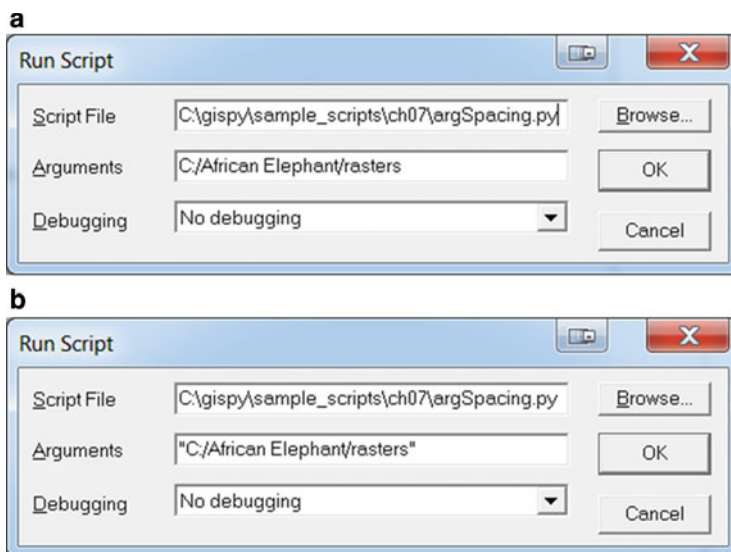 a
Run Script
Script File C:\gispy\sample_scripts\ch07\argSpacing.py Browse...
Arguments C:/African Elephant/rasters OK
Debugging No debugging Cancel
b
Run Script
Script File C:\gispy\sample_scripts\ch07\argSpacing.py Browse...
Arguments "C:/African Elephant/rasters" OK
Debugging No debugging Cancel